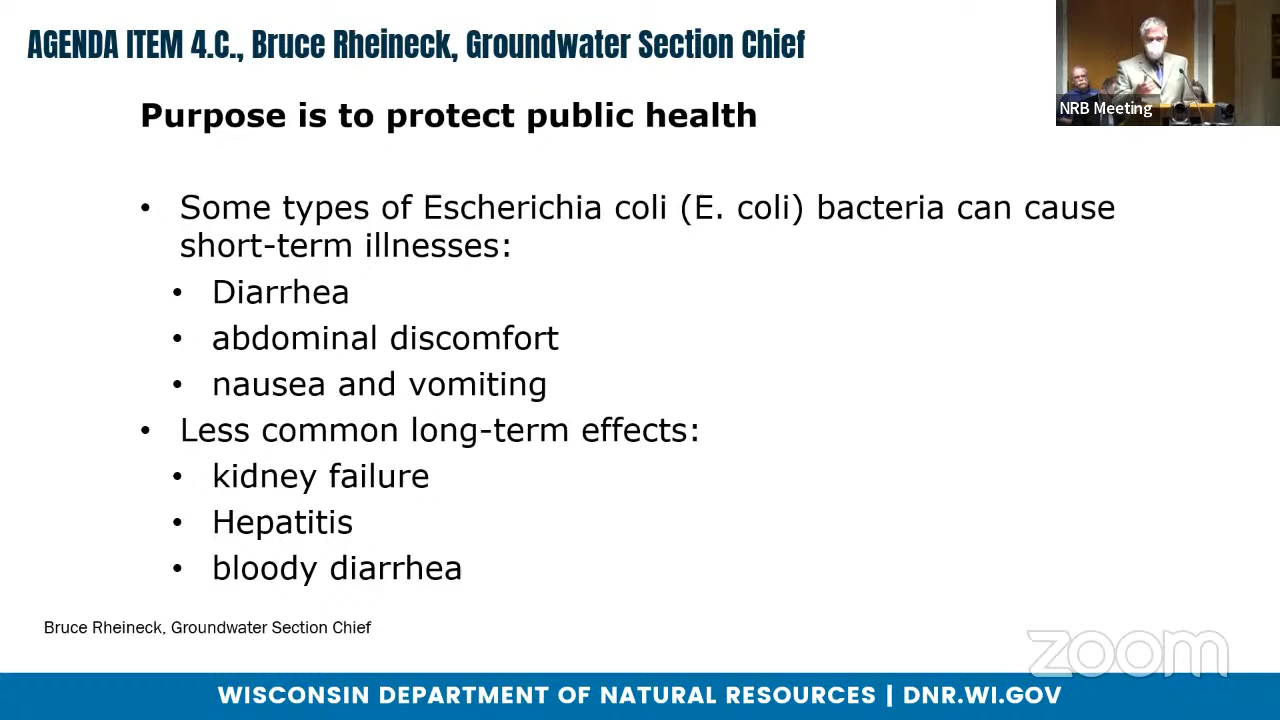 AGENDA ITEM 4.C., Bruce Rheineck, Groundwater Section Chief
NRB Meeting
Purpose is to protect public health
• Some types of Escherichia coli (E. coli) bacteria can cause
short-term illnesses:
• Diarrhea
• abdominal discomfort
• nausea and vomiting
• Less common long-term effects:
• kidney failure
• Hepatitis
• bloody diarrhea
Bruce Rheineck, Groundwater Section Chief
zoom
WISCONSIN DEPARTMENT OF NATURAL RESOURCES | DNR.WI.GOV